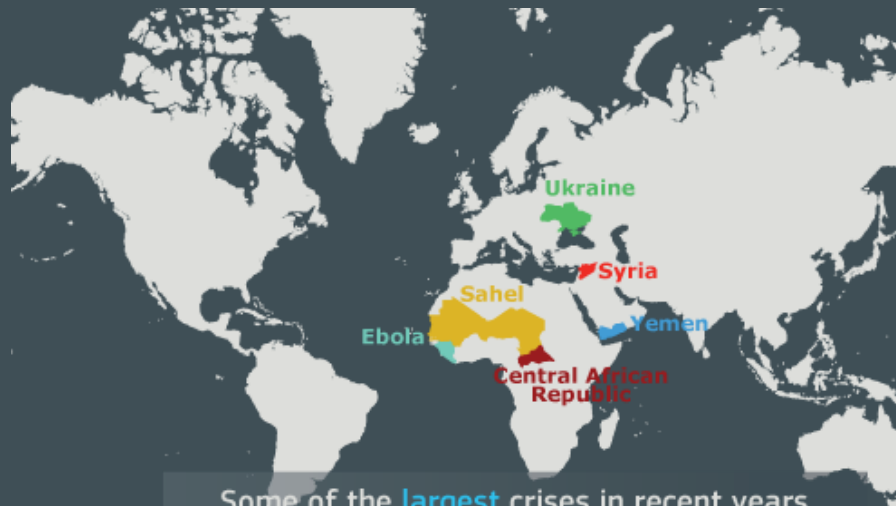 Ukraine
Syria
Sahel
Yemen
Ebola
Central African
Republic
Some of the largest crises in recent years